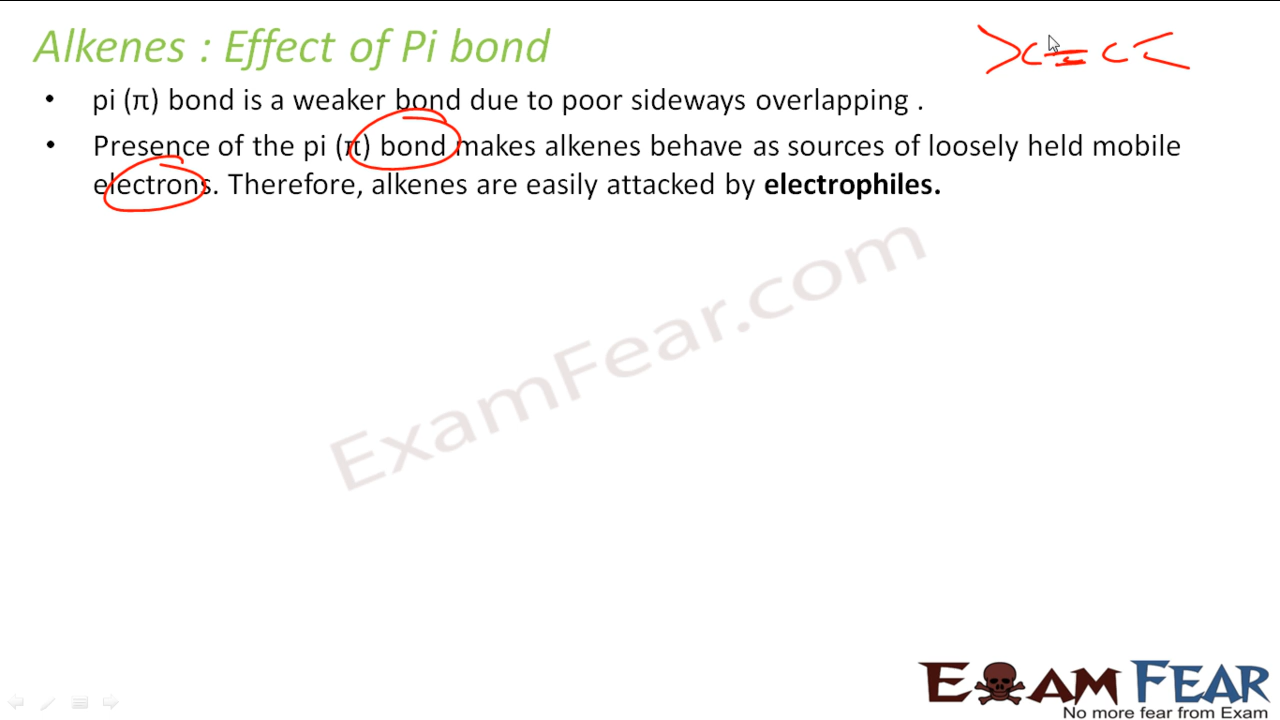 Alkenes : Effect of Pi bond
>C=C<
• pi (π) bond is a weaker bond due to poor sideways overlapping .
• Presence of the pi (π) bond makes alkenes behave as sources of loosely held mobile
electrons. Therefore, alkenes are easily attacked by electrophiles.
ExamFear.com
EXAM FEAR
No more fear from Exam